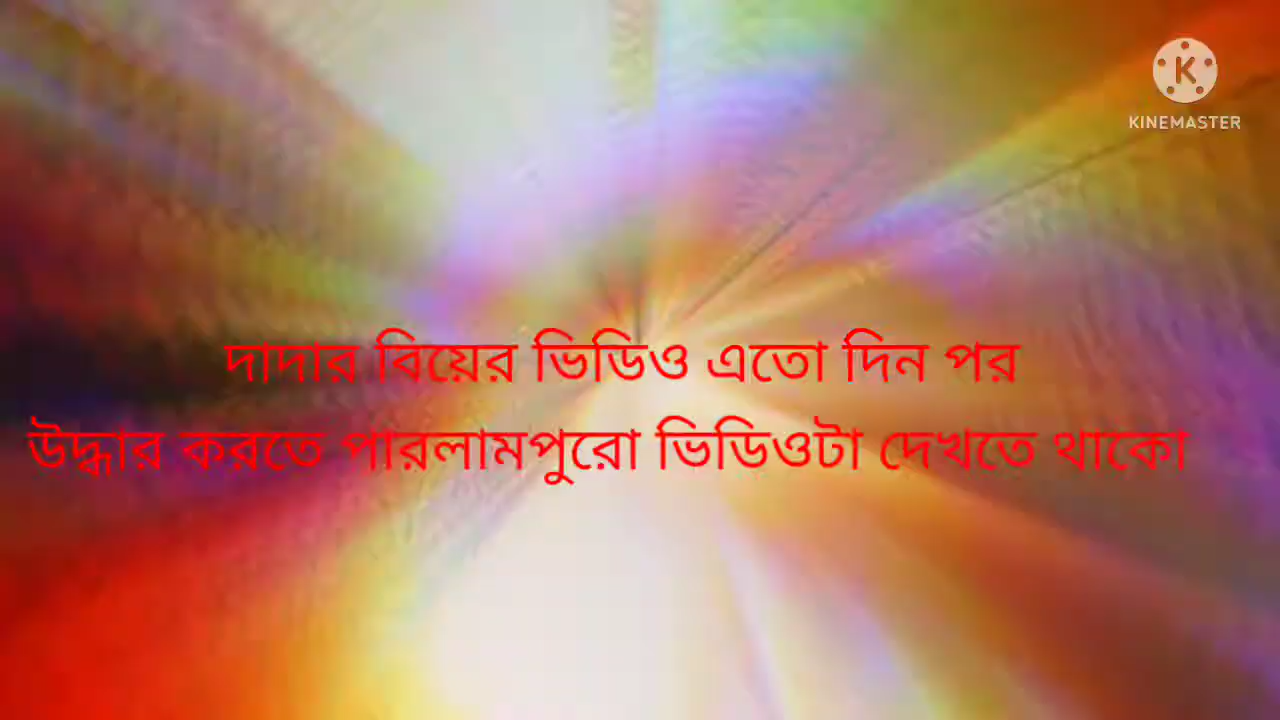 KINEMASTER
দাদার বিয়ের ভিডিও এতো দিন পর
উদ্ধার করতে পারলামপুরো ভিডিওটা দেখতে থাকো